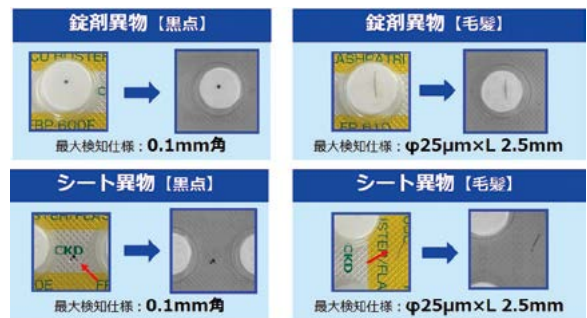 錠剤異物【黒点】
錠剤異物【毛髪】
最大検知仕様：0.1mm角
最大検知仕様：φ25μm×L 2.5mm
シート異物【黒点】
シート異物【毛髪】
CKD
CKD
最大検知仕様：0.1mm角
最大検知仕様：φ25μm×L 2.5mm